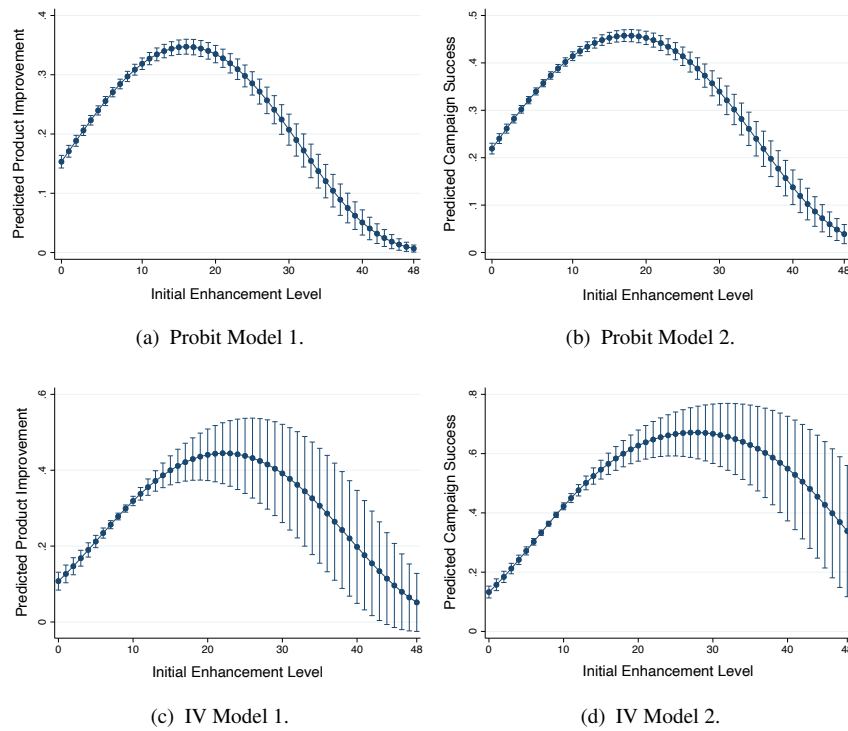 Predicted Product Improvement
.4
.3
.2
.1
0
0 10 20 30 40 48
Initial Enhancement Level
(a) Probit Model 1.
Predicted Campaign Success
.5
.4
.3
.2
.1
0
0 10 20 30 40 48
Initial Enhancement Level
(b) Probit Model 2.
Predicted Product Improvement
.6
.4
.2
0
0 10 20 30 40 48
Initial Enhancement Level
(c) IV Model 1.
Predicted Campaign Success
.8
.6
.4
.2
0
0 10 20 30 40 48
Initial Enhancement Level
(d) IV Model 2.